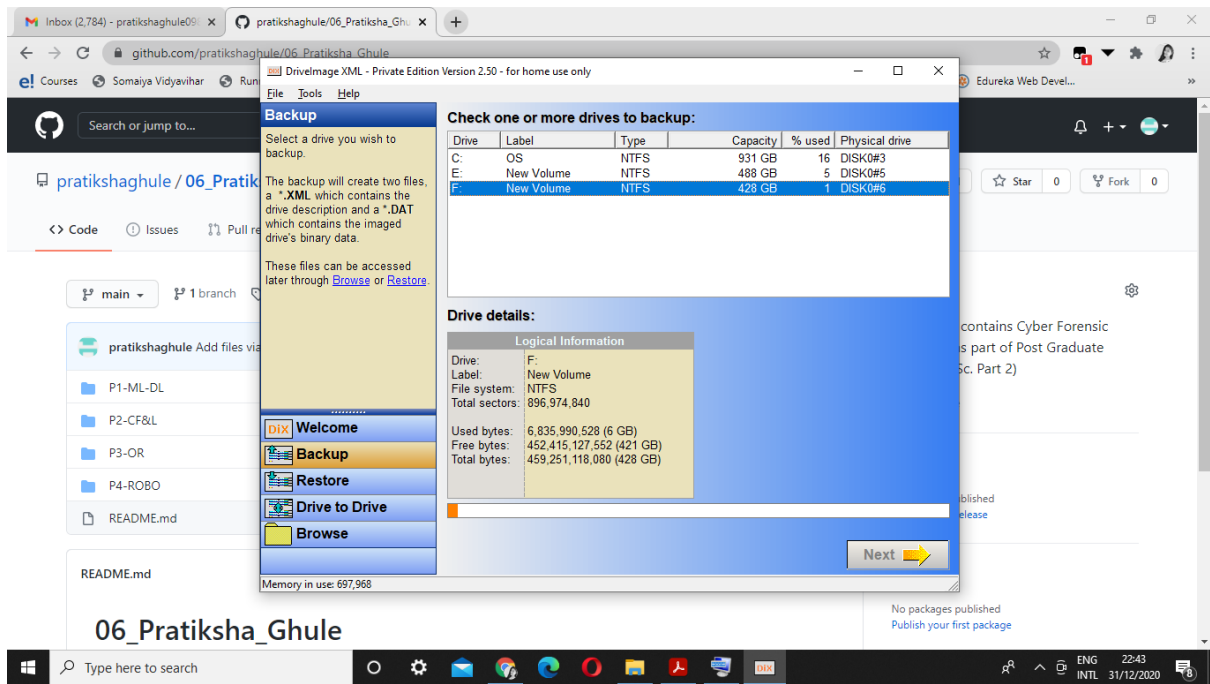 Inbox (2,784) - pratikshaghule09
pratikshaghule/06_Pratiksha_Ghu
github.com/pratikshaghule/06_Pratiksha_Ghule
Courses
Somaiya Vidyavihar
Run
Edureka Web Devel...
»
1
Search or jump to...
pratikshaghule / 06_Pratik
Star 0
Fork 0
Code
Issues
Pull re
main
1 branch
pratikshaghule Add files via
P1-ML-DL
P2-CF&L
P3-OR
P4-ROBO
README.md
README.md
06_Pratiksha_Ghule
contains Cyber Forensic
s part of Post Graduate
Sc. Part 2)
blished
elease
No packages published
Publish your first package
DriveImage XML - Private Edition Version 2.50 - for home use only
File Tools Help
Backup
Select a drive you wish to
backup.
The backup will create two files,
a *.XML which contains the
drive description and a *.DAT
which contains the imaged
drive's binary data.
These files can be accessed
later through Browse or Restore.
DiX Welcome
Backup
Restore
Drive to Drive
Browse
Check one or more drives to backup:
Drive Label Type Capacity % used Physical drive
C: OS NTFS 931 GB 16 DISK0#3
E: New Volume NTFS 488 GB 5 DISK0#5
F: New Volume NTFS 428 GB 1 DISK0#6
Drive details:
Logical Information
Drive: F:
Label: New Volume
File system: NTFS
Total sectors: 896,974,840
Used bytes: 6,835,990,528 (6 GB)
Free bytes: 452,415,127,552 (421 GB)
Total bytes: 459,251,118,080 (428 GB)
Next
Memory in use: 697,968
Type here to search
DiX
ENG
INTL
22:43
31/12/2020
8